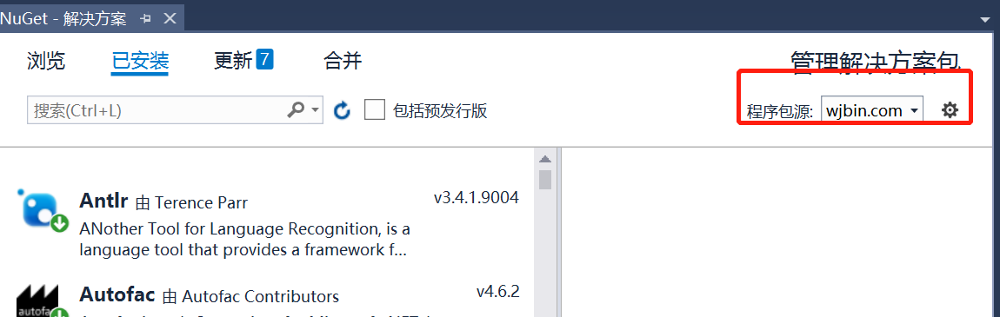 NuGet - 解决方案
浏览 已安装 更新 7 合并 管理解决方案包
搜索(Ctrl+L) 包括预发行版 程序包源: wjbin.com
Antlr 由 Terence Parr v3.4.1.9004
ANother Tool for Language Recognition, is a
language tool that provides a framework f...
Autofac 由 Autofac Contributors v4.6.2
autofac